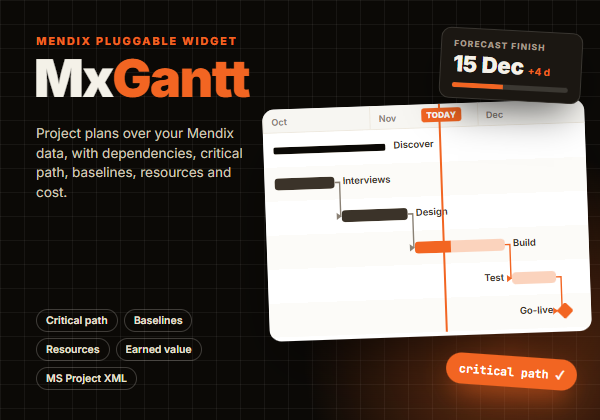 MENDIX PLUGGABLE WIDGET
MxGantt
Project plans over your Mendix
data, with dependencies, critical
path, baselines, resources and
cost.
Critical path
Baselines
Resources
Earned value
MS Project XML
FORECAST FINISH
15 Dec +4 d
Oct
Nov
TODAY
Dec
Discover
Interviews
Design
Build
Test
Go-live
critical path ✓